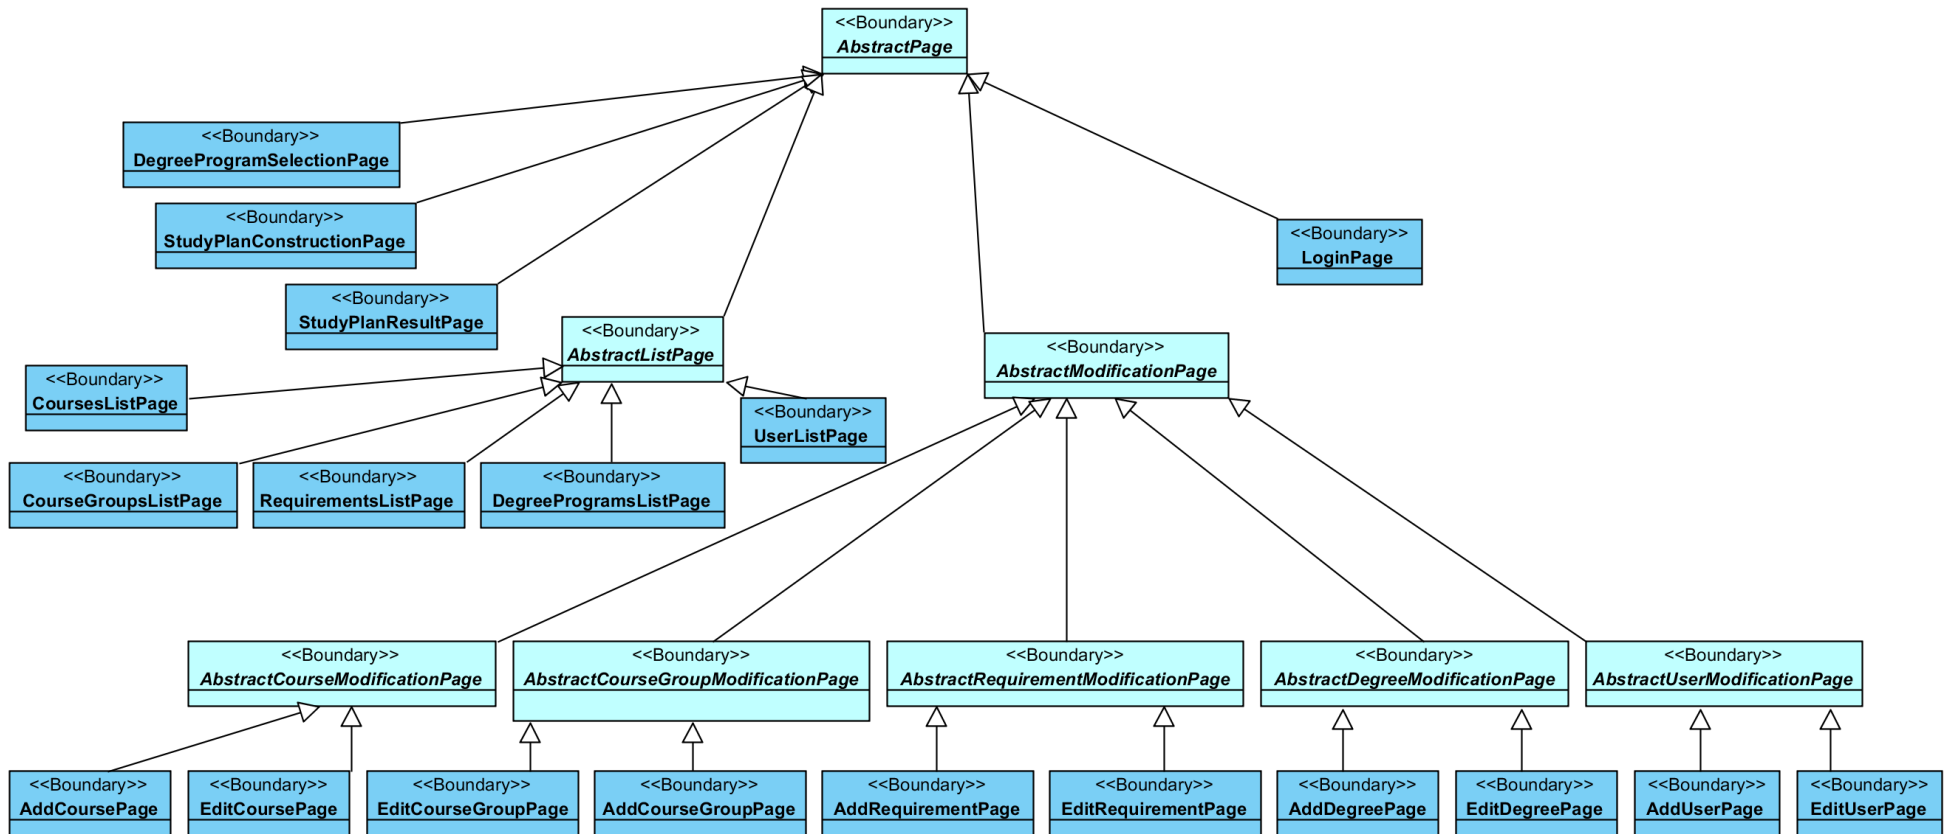 <<Boundary>>
AbstractPage
<<Boundary>>
DegreeProgramSelectionPage
<<Boundary>>
StudyPlanConstructionPage
<<Boundary>>
LoginPage
<<Boundary>>
StudyPlanResultPage
<<Boundary>>
AbstractListPage
<<Boundary>>
AbstractModificationPage
<<Boundary>>
CoursesListPage
<<Boundary>>
UserListPage
<<Boundary>>
CourseGroupsListPage
<<Boundary>>
RequirementsListPage
<<Boundary>>
DegreeProgramsListPage
<<Boundary>>
AbstractCourseModificationPage
<<Boundary>>
AbstractCourseGroupModificationPage
<<Boundary>>
AbstractRequirementModificationPage
<<Boundary>>
AbstractDegreeModificationPage
<<Boundary>>
AbstractUserModificationPage
<<Boundary>>
AddCoursePage
<<Boundary>>
EditCoursePage
<<Boundary>>
EditCourseGroupPage
<<Boundary>>
AddCourseGroupPage
<<Boundary>>
AddRequirementPage
<<Boundary>>
EditRequirementPage
<<Boundary>>
AddDegreePage
<<Boundary>>
EditDegreePage
<<Boundary>>
AddUserPage
<<Boundary>>
EditUserPage